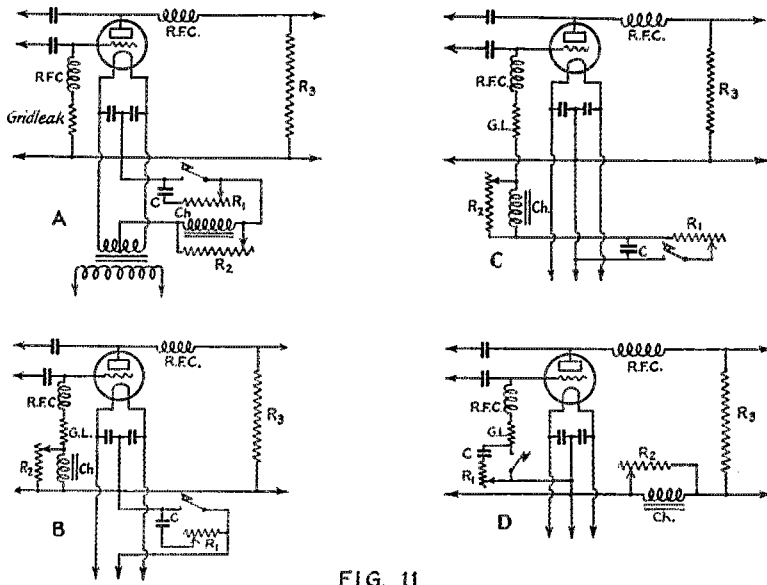 R.F.C.
R.F.C
Gridleak
R3
A
C
R1
Ch
R2
R.F.C.
R.F.C.
G.L.
R3
R2
Ch.
C
R1
C
R.F.C.
R.F.C
G.L.
R3
R2
Ch
B
C
R1
R.F.C.
R.F.C.
G.L.
C
R1
R3
R2
D
Ch.
FIG. 11